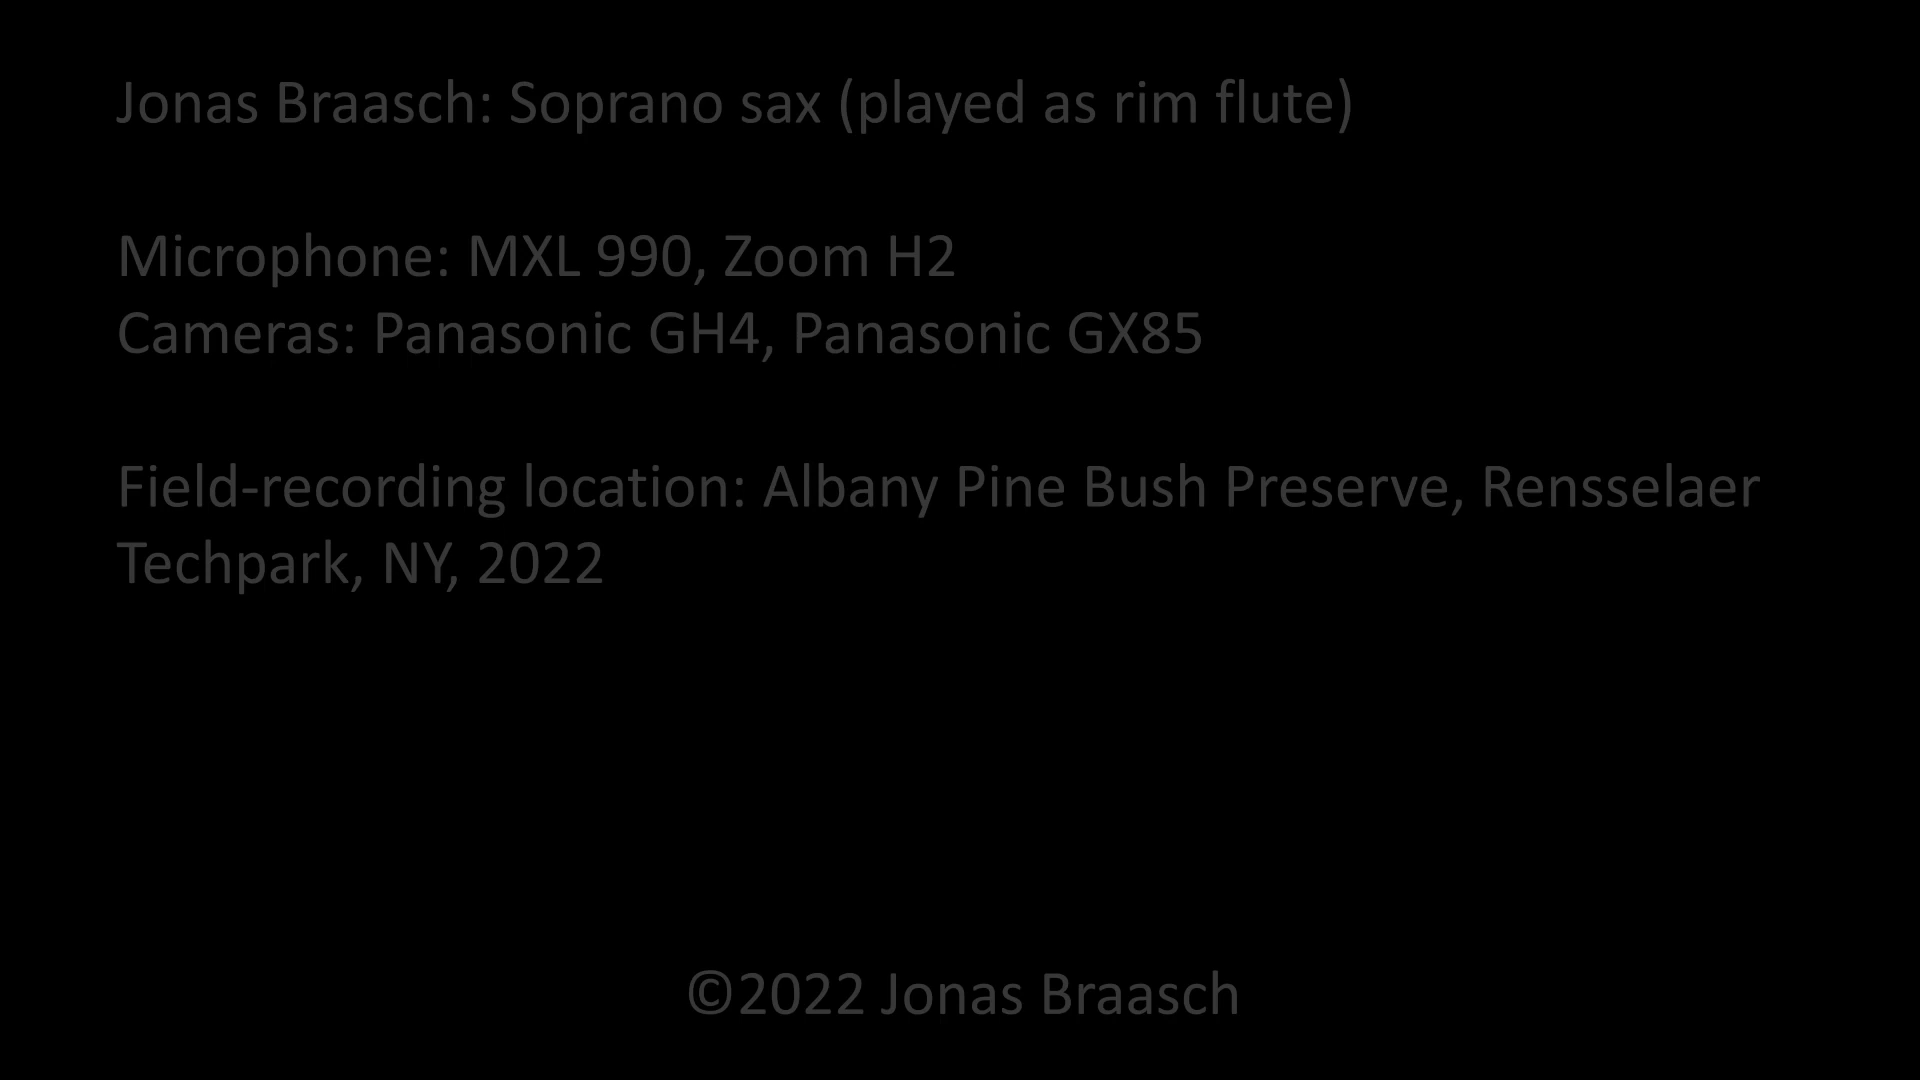 Jonas Braasch: Soprano sax (played as rim flute)
Microphone: MXL 990, Zoom H2
Cameras: Panasonic GH4, Panasonic GX85
Field-recording location: Albany Pine Bush Preserve, Rensselaer
Techpark, NY, 2022
©2022 Jonas Braasch